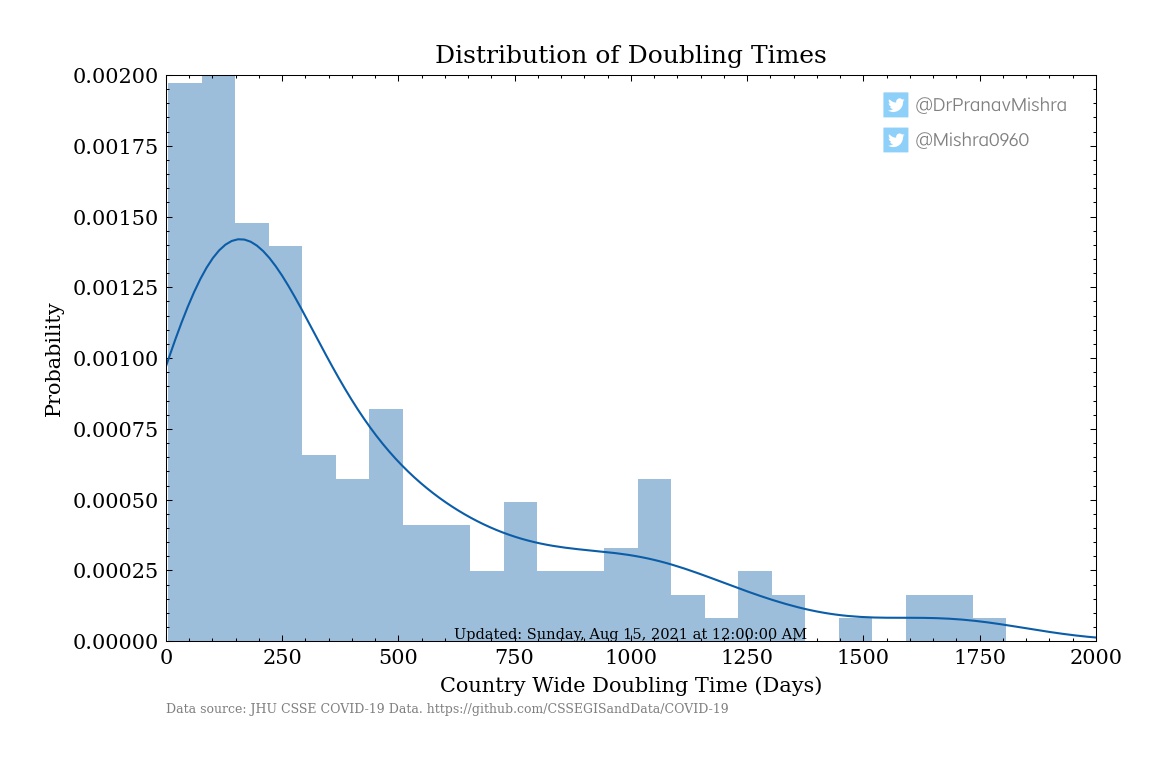 Distribution of Doubling Times
@DrPranavMishra
@Mishra0960
0.00200
0.00175
0.00150
0.00125
0.00100
0.00075
0.00050
0.00025
0.00000
Probability
Updated: Sunday, Aug 15, 2021 at 12:00:00 AM
0 250 500 750 1000 1250 1500 1750 2000
Country Wide Doubling Time (Days)
Data source: JHU CSSE COVID-19 Data. https://github.com/CSSEGISandData/COVID-19